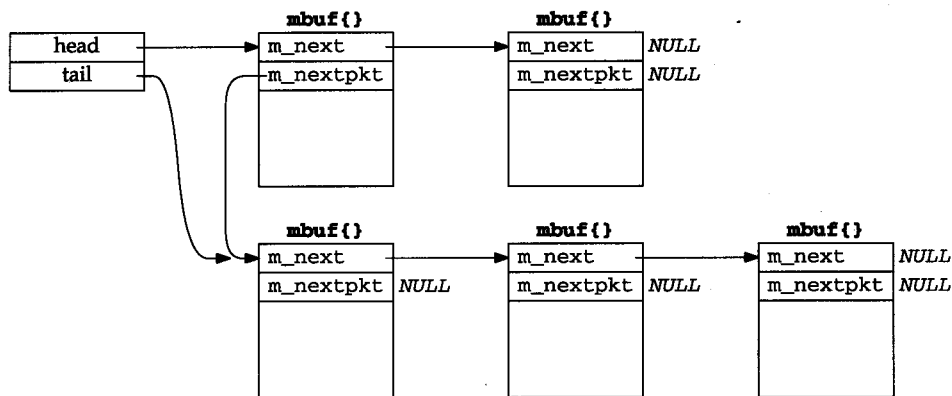 mbuf{} mbuf{}
head m_next m_next NULL
tail m_nextpkt m_nextpkt NULL
mbuf{} mbuf{} mbuf{}
m_next m_next m_next NULL
m_nextpkt NULL m_nextpkt NULL m_nextpkt NULL